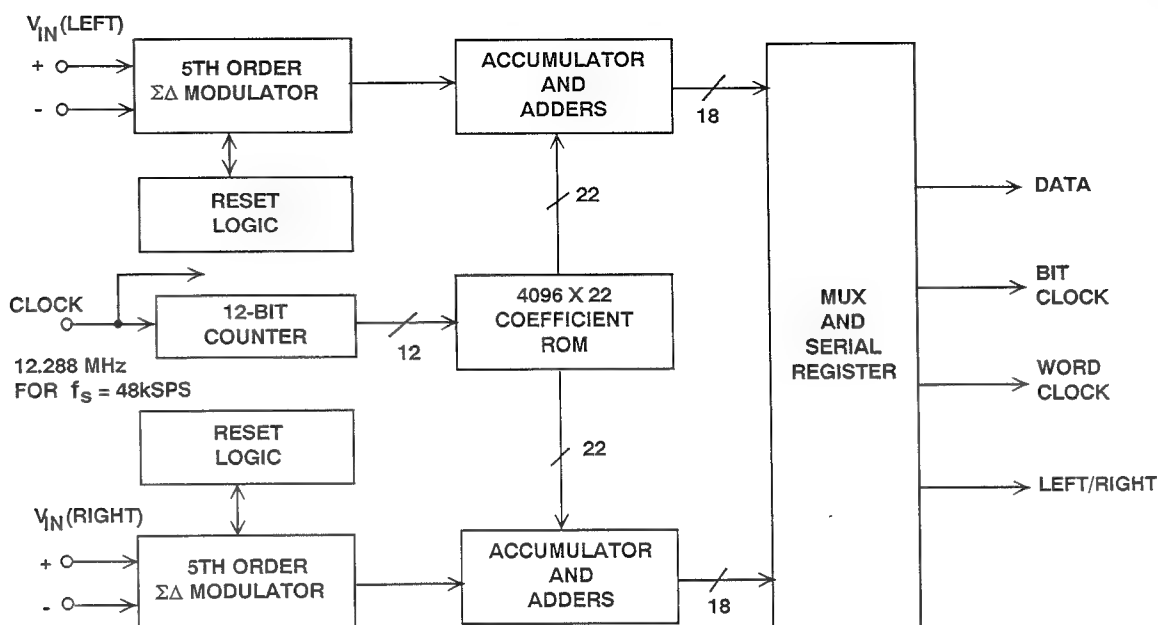 V_IN (LEFT)
+
-
5TH ORDER
ΣΔ MODULATOR
ACCUMULATOR
AND
ADDERS
18
RESET
LOGIC
22
CLOCK
12-BIT
COUNTER
12
4096 X 22
COEFFICIENT
ROM
12.288 MHz
FOR f_s = 48kSPS
MUX
AND
SERIAL
REGISTER
DATA
BIT
CLOCK
WORD
CLOCK
LEFT/RIGHT
RESET
LOGIC
22
V_IN (RIGHT)
+
-
5TH ORDER
ΣΔ MODULATOR
ACCUMULATOR
AND
ADDERS
18